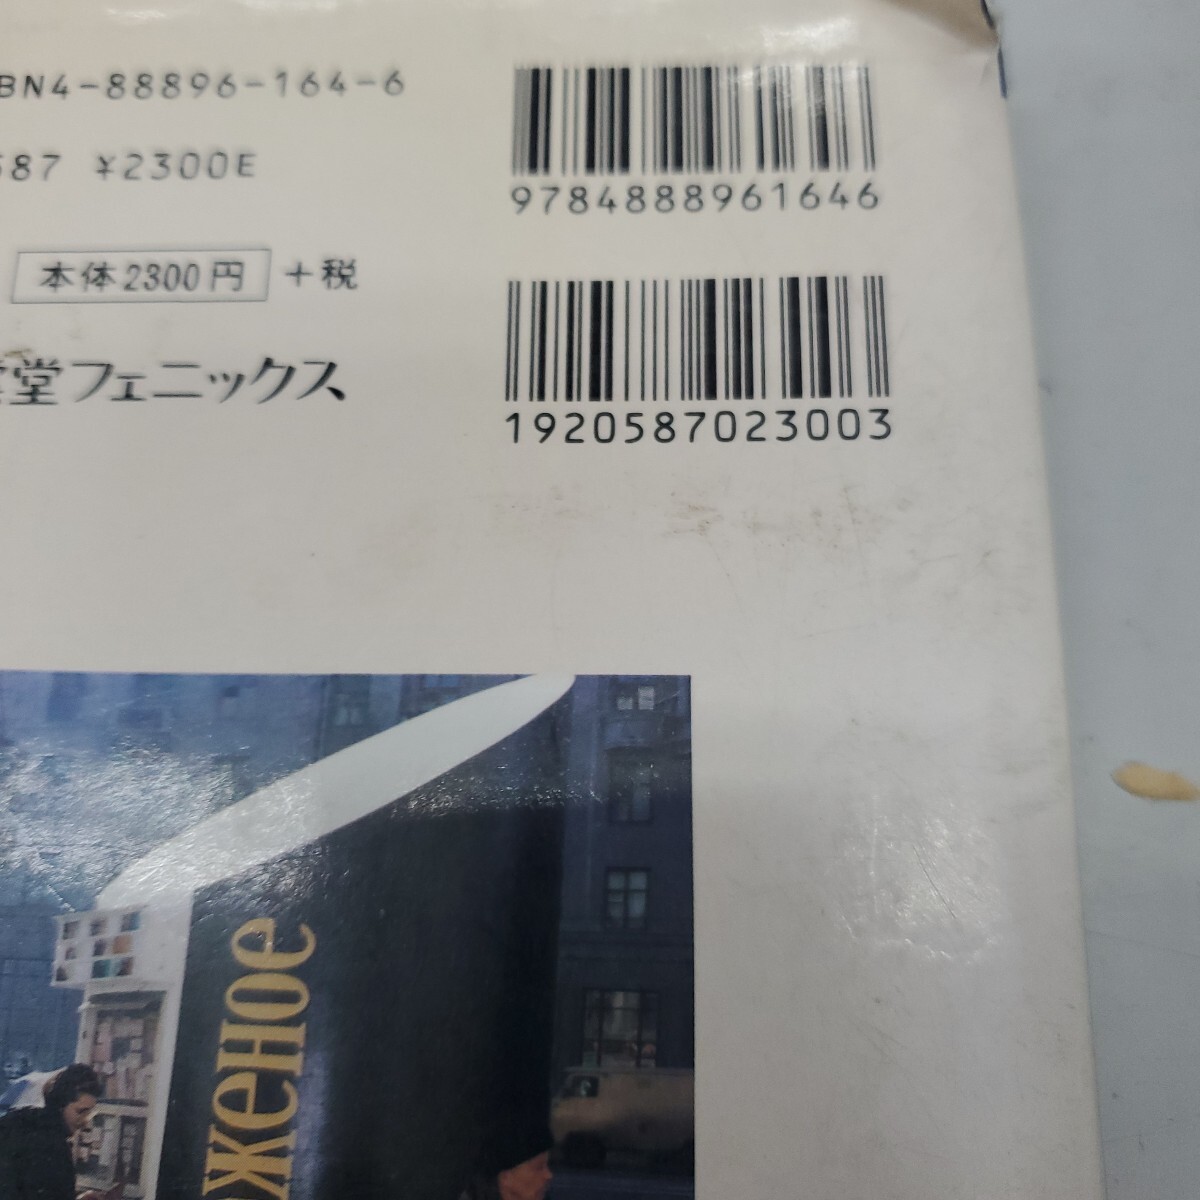 BN4-88896-164-6
9784888961646
587 ¥2300E
本体2300円 +税
堂フェニックス
1920587023003
женое